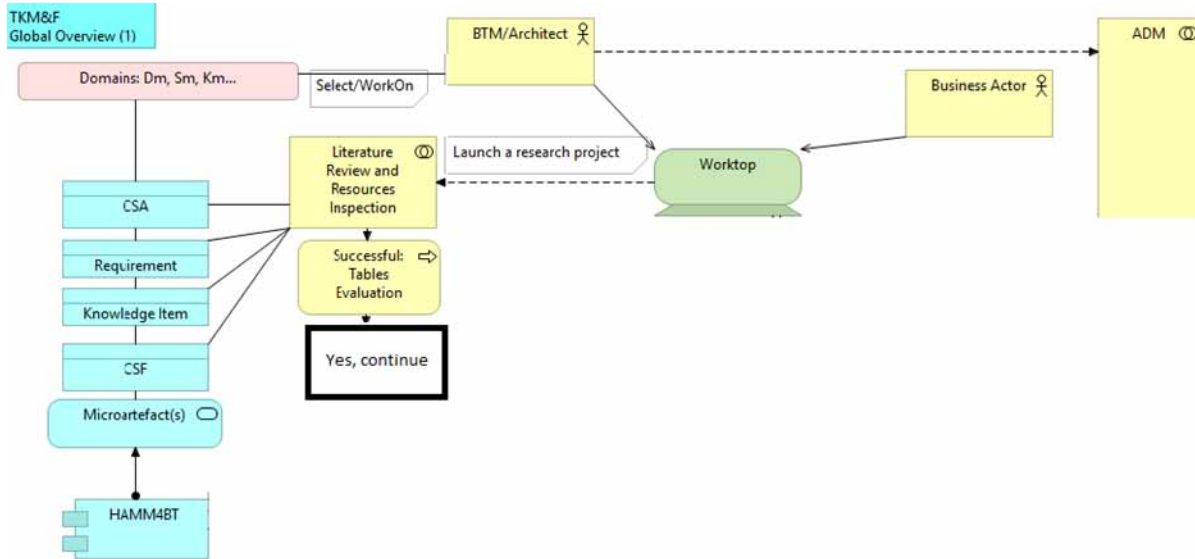 TKM&F
Global Overview (1)
BTM/Architect
ADM
Domains: Dm, Sm, Km...
Select/WorkOn
Business Actor
Literature
Review and
Resources
Inspection
Launch a research project
Worktop
CSA
Requirement
Successful:
Tables
Evaluation
Knowledge Item
Yes, continue
CSF
Microartefact(s)
HAMM4BT